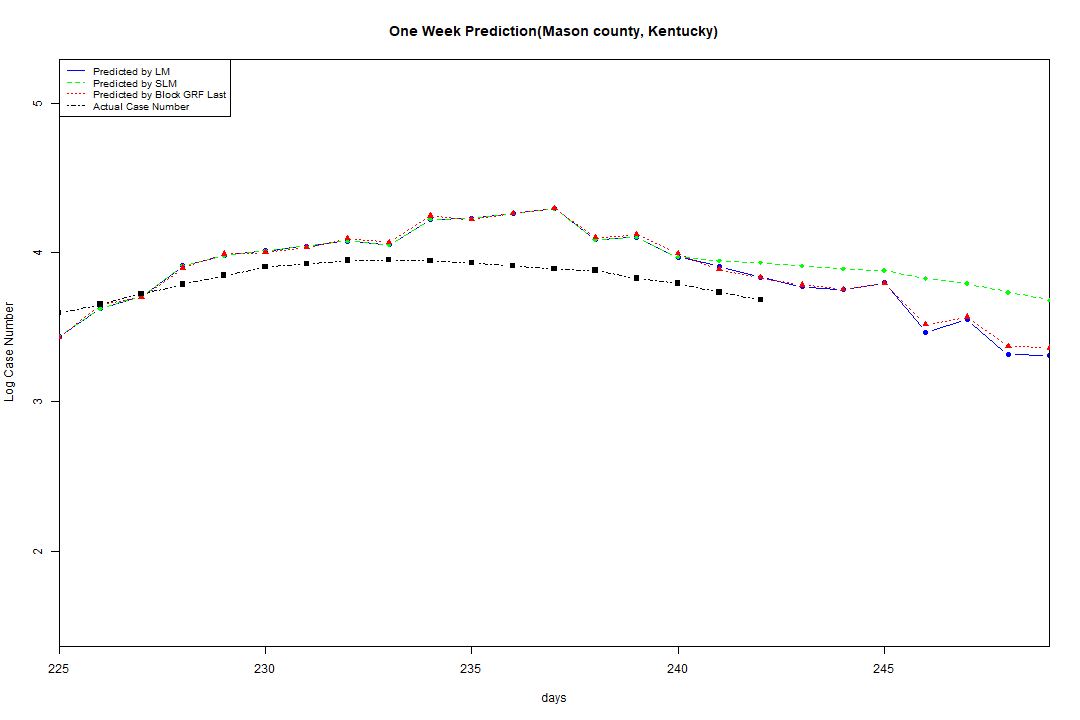 One Week Prediction(Mason county, Kentucky)
Predicted by LM
Predicted by SLM
Predicted by Block GRF Last
Actual Case Number
Log Case Number
5
4
3
2
225 230 235 240 245
days